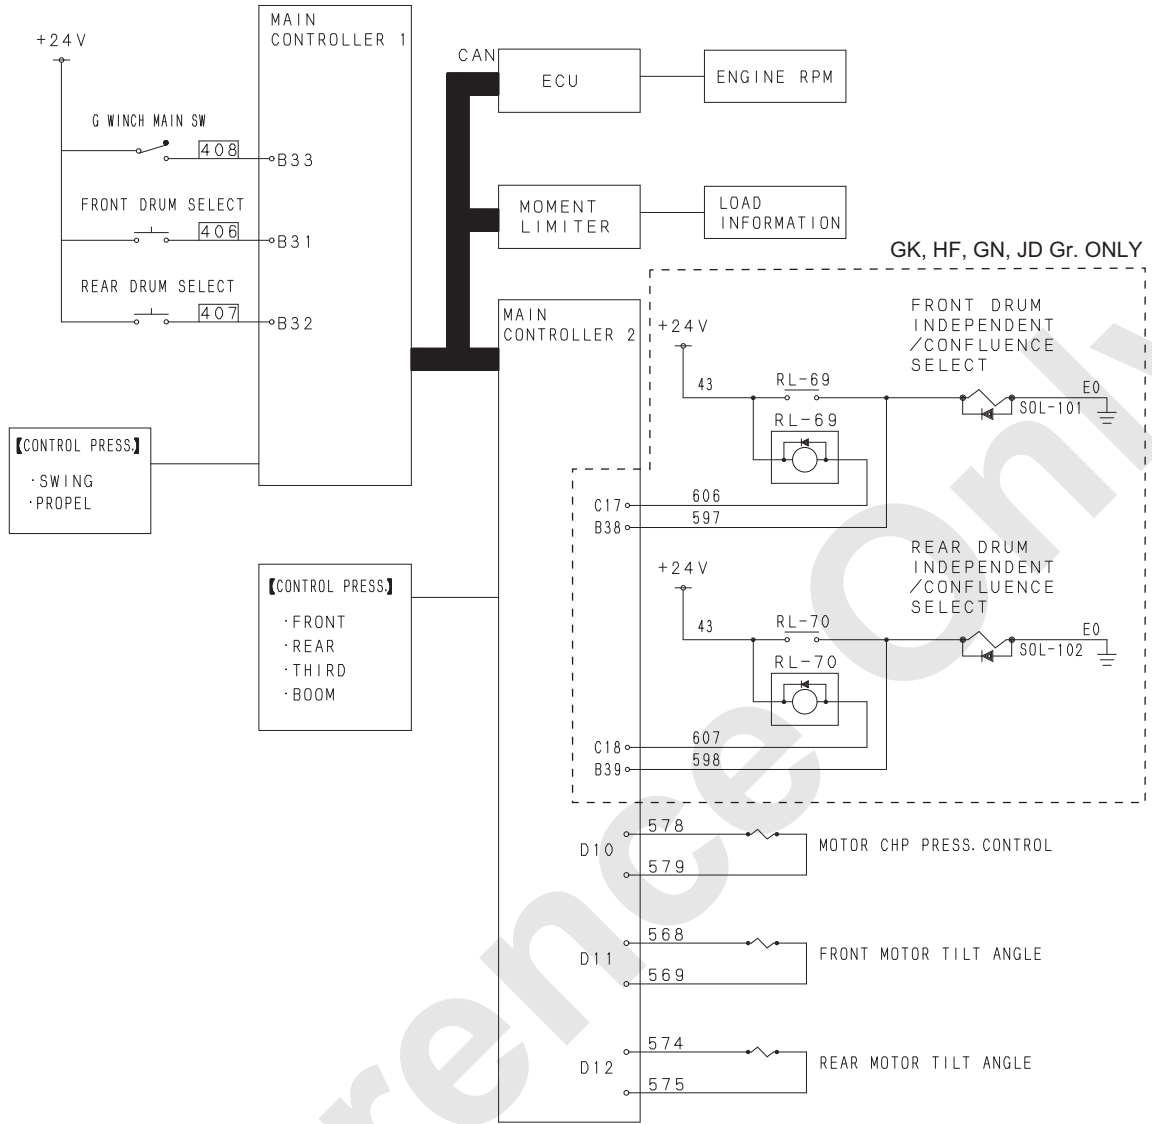 +24V
MAIN
CONTROLLER 1
G WINCH MAIN SW
408
B33
FRONT DRUM SELECT
406
B31
REAR DRUM SELECT
407
B32
CAN
ECU
ENGINE RPM
MOMENT
LIMITER
LOAD
INFORMATION
GK, HF, GN, JD Gr. ONLY
【CONTROL PRESS.】
·SWING
·PROPEL
【CONTROL PRESS.】
·FRONT
·REAR
·THIRD
·BOOM
MAIN
CONTROLLER 2
+24V
43
RL-69
RL-69
FRONT DRUM
INDEPENDENT
/CONFLUENCE
SELECT
SOL-101
E0
C17
606
B38
597
+24V
43
RL-70
RL-70
REAR DRUM
INDEPENDENT
/CONFLUENCE
SELECT
SOL-102
E0
C18
607
B39
598
D10
578
579
MOTOR CHP PRESS. CONTROL
D11
568
569
FRONT MOTOR TILT ANGLE
D12
574
575
REAR MOTOR TILT ANGLE
rence Only